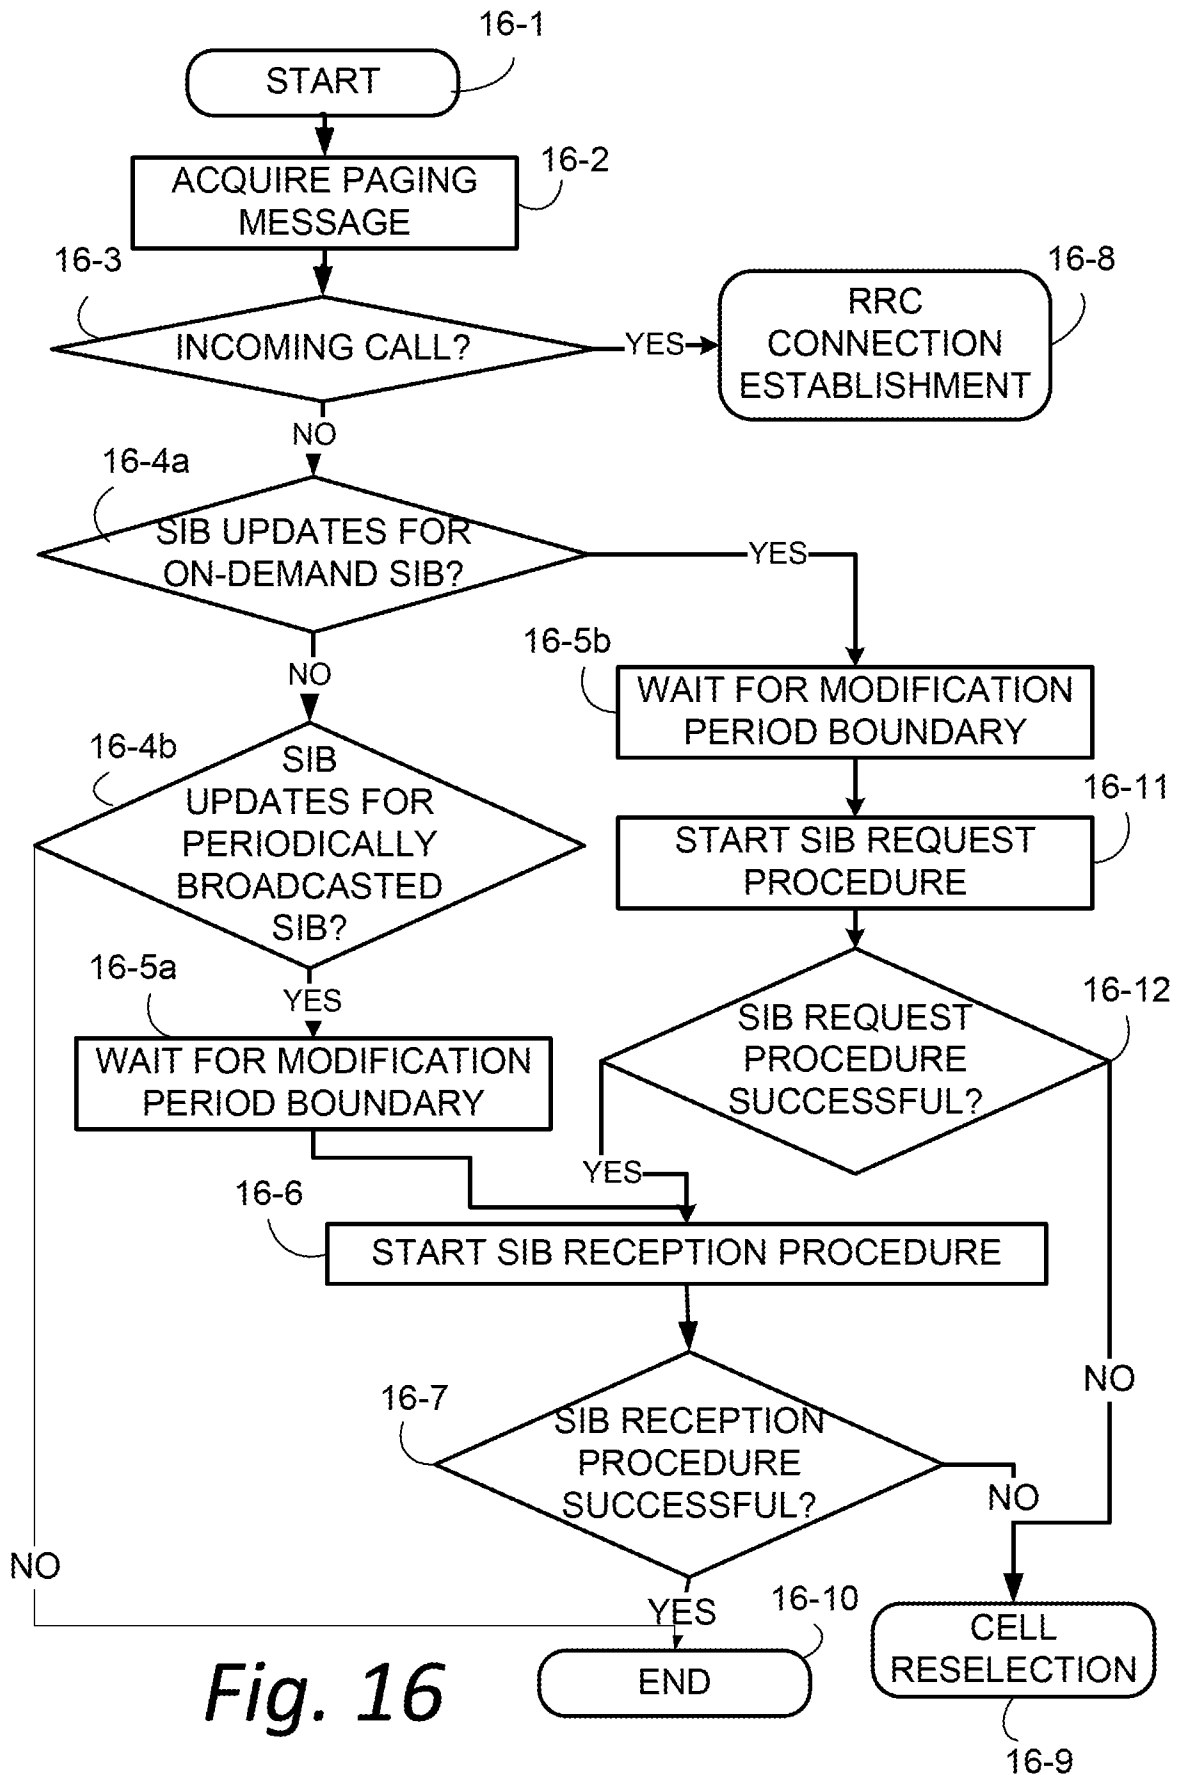 16-1
START
16-2
ACQUIRE PAGING
MESSAGE
16-3
INCOMING CALL?
YES
16-8
RRC
CONNECTION
ESTABLISHMENT
NO
16-4a
SIB UPDATES FOR
ON-DEMAND SIB?
YES
NO
16-5b
WAIT FOR MODIFICATION
PERIOD BOUNDARY
16-4b
SIB
UPDATES FOR
PERIODICALLY
BROADCASTED
SIB?
16-11
START SIB REQUEST
PROCEDURE
YES
16-5a
WAIT FOR MODIFICATION
PERIOD BOUNDARY
16-12
SIB REQUEST
PROCEDURE
SUCCESSFUL?
YES
16-6
START SIB RECEPTION PROCEDURE
NO
16-7
SIB RECEPTION
PROCEDURE
SUCCESSFUL?
NO
NO
YES
16-10
END
CELL
RESELECTION
16-9
Fig. 16